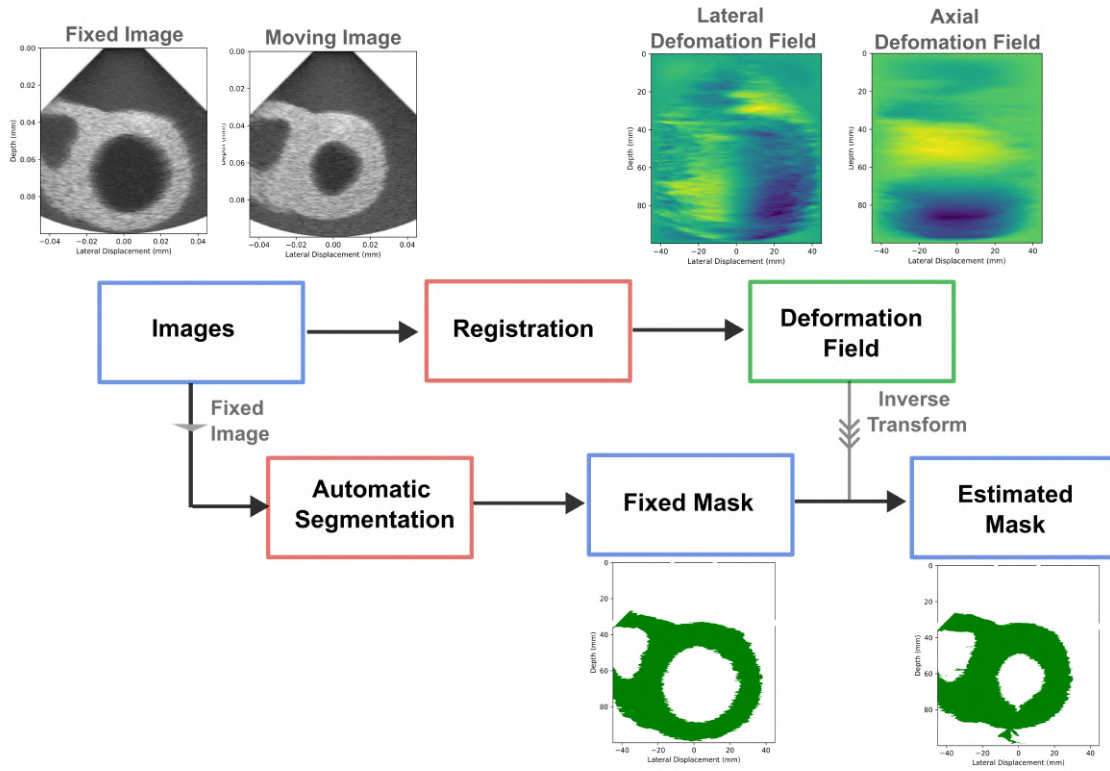 Fixed Image
Moving Image
Lateral
Defomation Field
Axial
Defomation Field
0.00
0.02
0.04
0.06
0.08
Depth (mm)
−0.04
−0.02
0.00
0.02
0.04
Lateral Displacement (mm)
0.00
0.02
0.04
0.06
0.08
−0.04
−0.02
0.00
0.02
0.04
Lateral Displacement (mm)
0
20
40
60
80
Depth (mm)
−40
−20
0
20
40
Lateral Displacement (mm)
0
20
40
60
80
Depth (mm)
−40
−20
0
20
40
Lateral Displacement (mm)
Images
Registration
Deformation
Field
Fixed
Image
Inverse
Transform
Automatic
Segmentation
Fixed Mask
Estimated
Mask
0
20
40
60
80
Depth (mm)
−40
−20
0
20
40
Lateral Displacement (mm)
0
20
40
60
80
Depth (mm)
−40
−20
0
20
40
Lateral Displacement (mm)